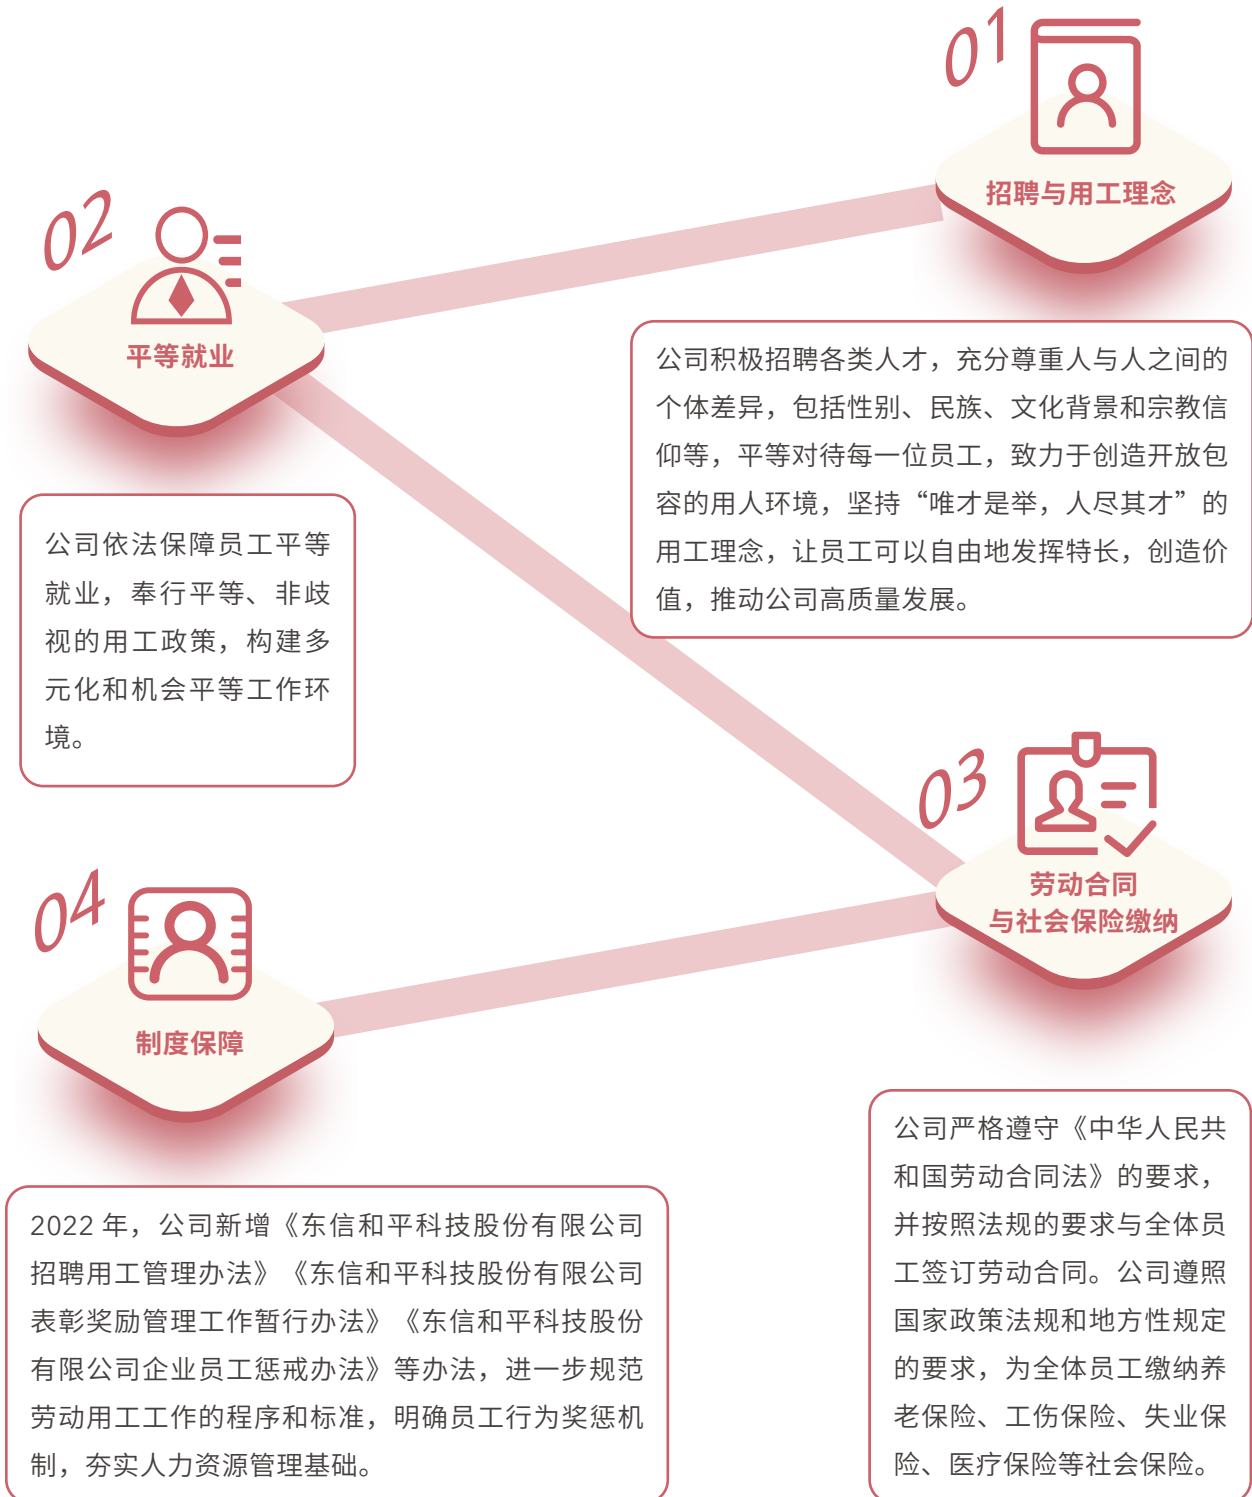 01
招聘与用工理念
公司积极招聘各类人才，充分尊重人与人之间的
个体差异，包括性别、民族、文化背景和宗教信
仰等，平等对待每一位员工，致力于创造开放包
容的用人环境，坚持“唯才是举，人尽其才”的
用工理念，让员工可以自由地发挥特长，创造价
值，推动公司高质量发展。
02
平等就业
公司依法保障员工平等
就业，奉行平等、非歧
视的用工政策，构建多
元化和机会平等工作环
境。
03
劳动合同
与社会保险缴纳
公司严格遵守《中华人民共
和国劳动合同法》的要求，
并按照法规的要求与全体员
工签订劳动合同。公司遵照
国家政策法规和地方性规定
的要求，为全体员工缴纳养
老保险、工伤保险、失业保
险、医疗保险等社会保险。
04
制度保障
2022 年，公司新增《东信和平科技股份有限公司
招聘用工管理办法》《东信和平科技股份有限公司
表彰奖励管理工作暂行办法》《东信和平科技股份
有限公司企业员工惩戒办法》等办法，进一步规范
劳动用工工作的程序和标准，明确员工行为奖惩机
制，夯实人力资源管理基础。